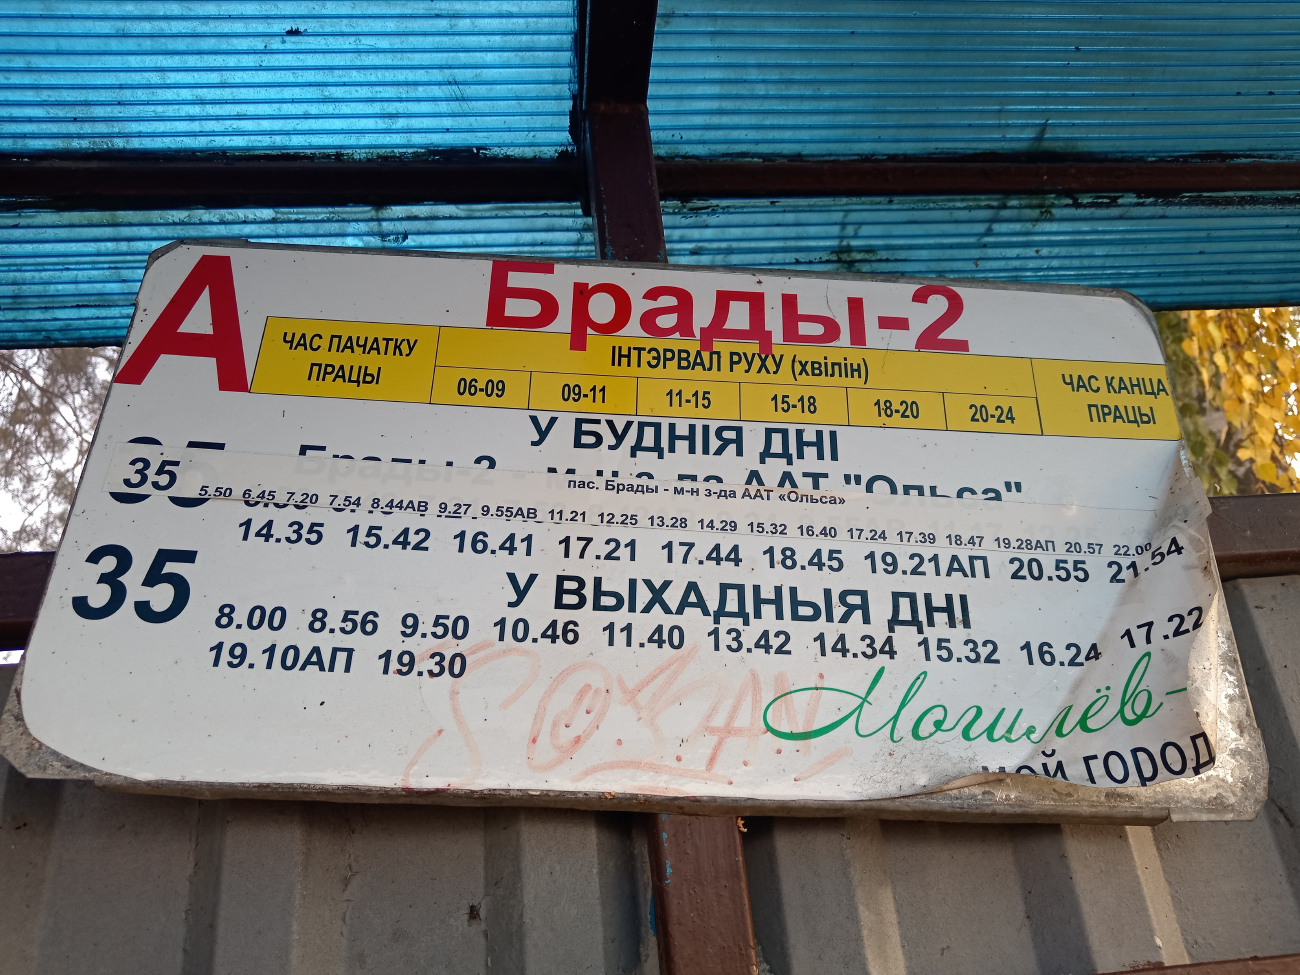 А
Брады-2
ЧАС ПАЧАТКУ ПРАЦЫ
ІНТЭРВАЛ РУХУ (хвілін)
06-09 09-11 11-15 15-18 18-20 20-24
ЧАС КАНЦА ПРАЦЫ
У БУДНІЯ ДНІ
Брады-2 - м-н з-да ААТ "Ольса"
35 пас. Брады - м-н з-да ААТ «Ольса»
5.50 6.45 7.20 7.54 8.44АВ 9.27 9.55АВ 11.21 12.25 13.28 14.29 15.32 16.40 17.24 17.39 18.47 19.28АП 20.57 22.00
14.35 15.42 16.41 17.21 17.44 18.45 19.21АП 20.55 21.54
У ВЫХАДНЫЯ ДНІ
35 8.00 8.56 9.50 10.46 11.40 13.42 14.34 15.32 16.24 17.22
19.10АП 19.30
Могилёв-
мой город